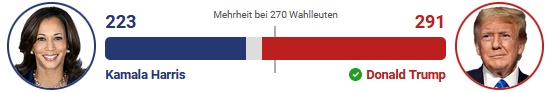 Mehrheit bei 270 Wahlleuten
223
291
Kamala Harris
Donald Trump